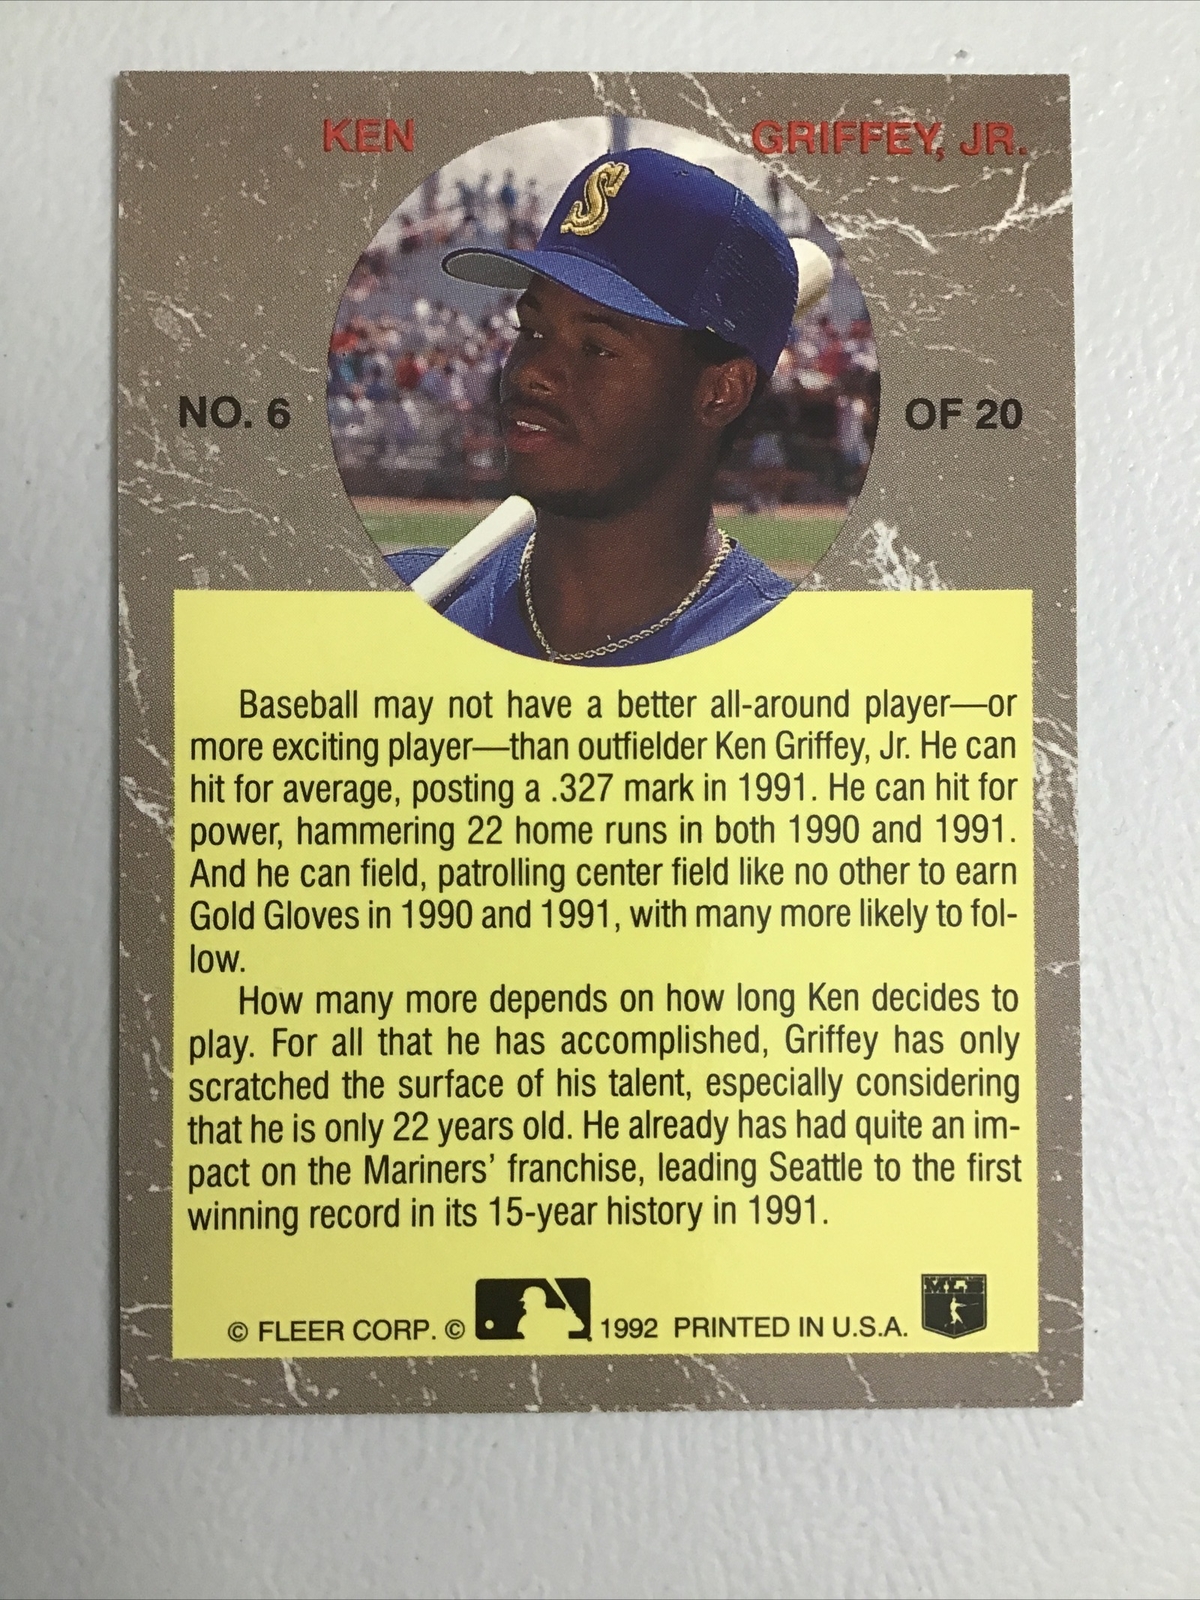 KEN GRIFFEY, JR.
S
NO. 6 OF 20
Baseball may not have a better all-around player—or
more exciting player—than outfielder Ken Griffey, Jr. He can
hit for average, posting a .327 mark in 1991. He can hit for
power, hammering 22 home runs in both 1990 and 1991.
And he can field, patrolling center field like no other to earn
Gold Gloves in 1990 and 1991, with many more likely to fol-
low.
How many more depends on how long Ken decides to
play. For all that he has accomplished, Griffey has only
scratched the surface of his talent, especially considering
that he is only 22 years old. He already has had quite an im-
pact on the Mariners’ franchise, leading Seattle to the first
winning record in its 15-year history in 1991.
© FLEER CORP. © 1992 PRINTED IN U.S.A.